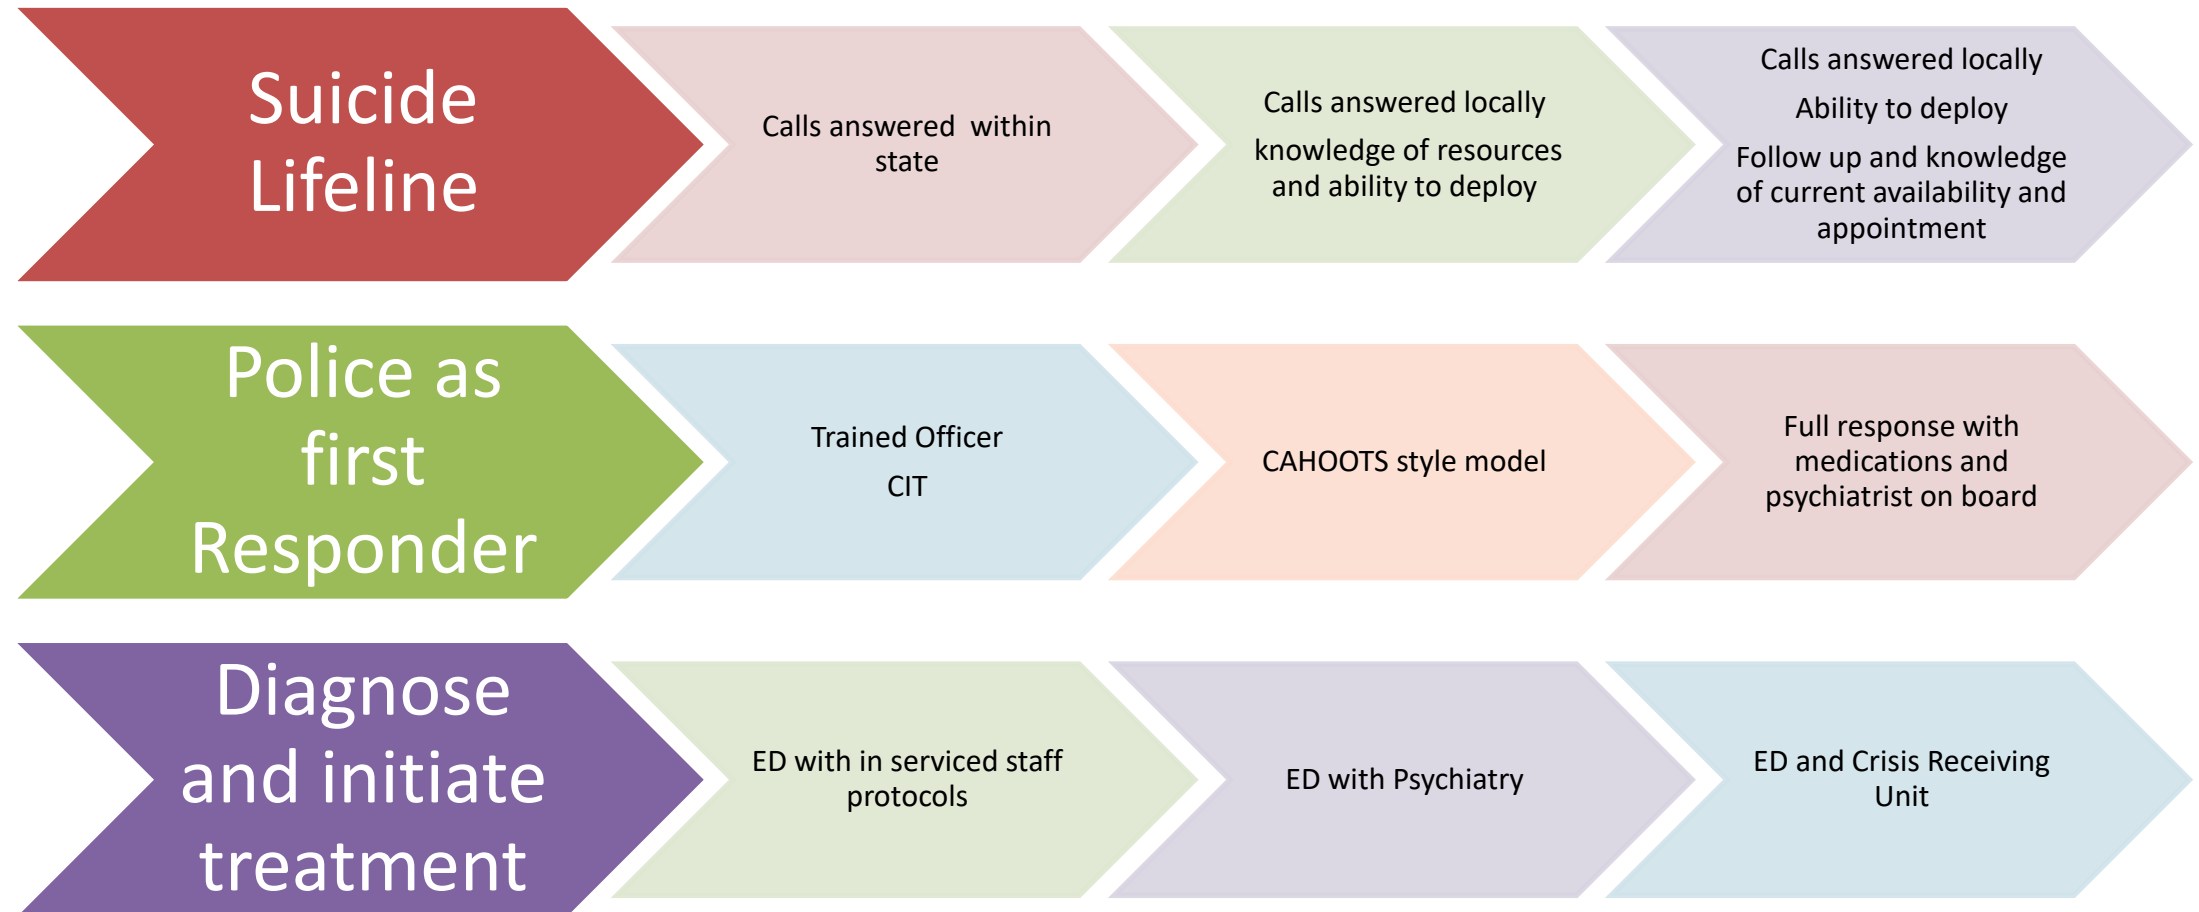 Suicide
Lifeline
Calls answered within
state
Calls answered locally
knowledge of resources
and ability to deploy
Calls answered locally
Ability to deploy
Follow up and knowledge
of current availability and
appointment
Police as
first
Responder
Trained Officer
CIT
CAHOOTS style model
Full response with
medications and
psychiatrist on board
Diagnose
and initiate
treatment
ED with in serviced staff
protocols
ED with Psychiatry
ED and Crisis Receiving
Unit